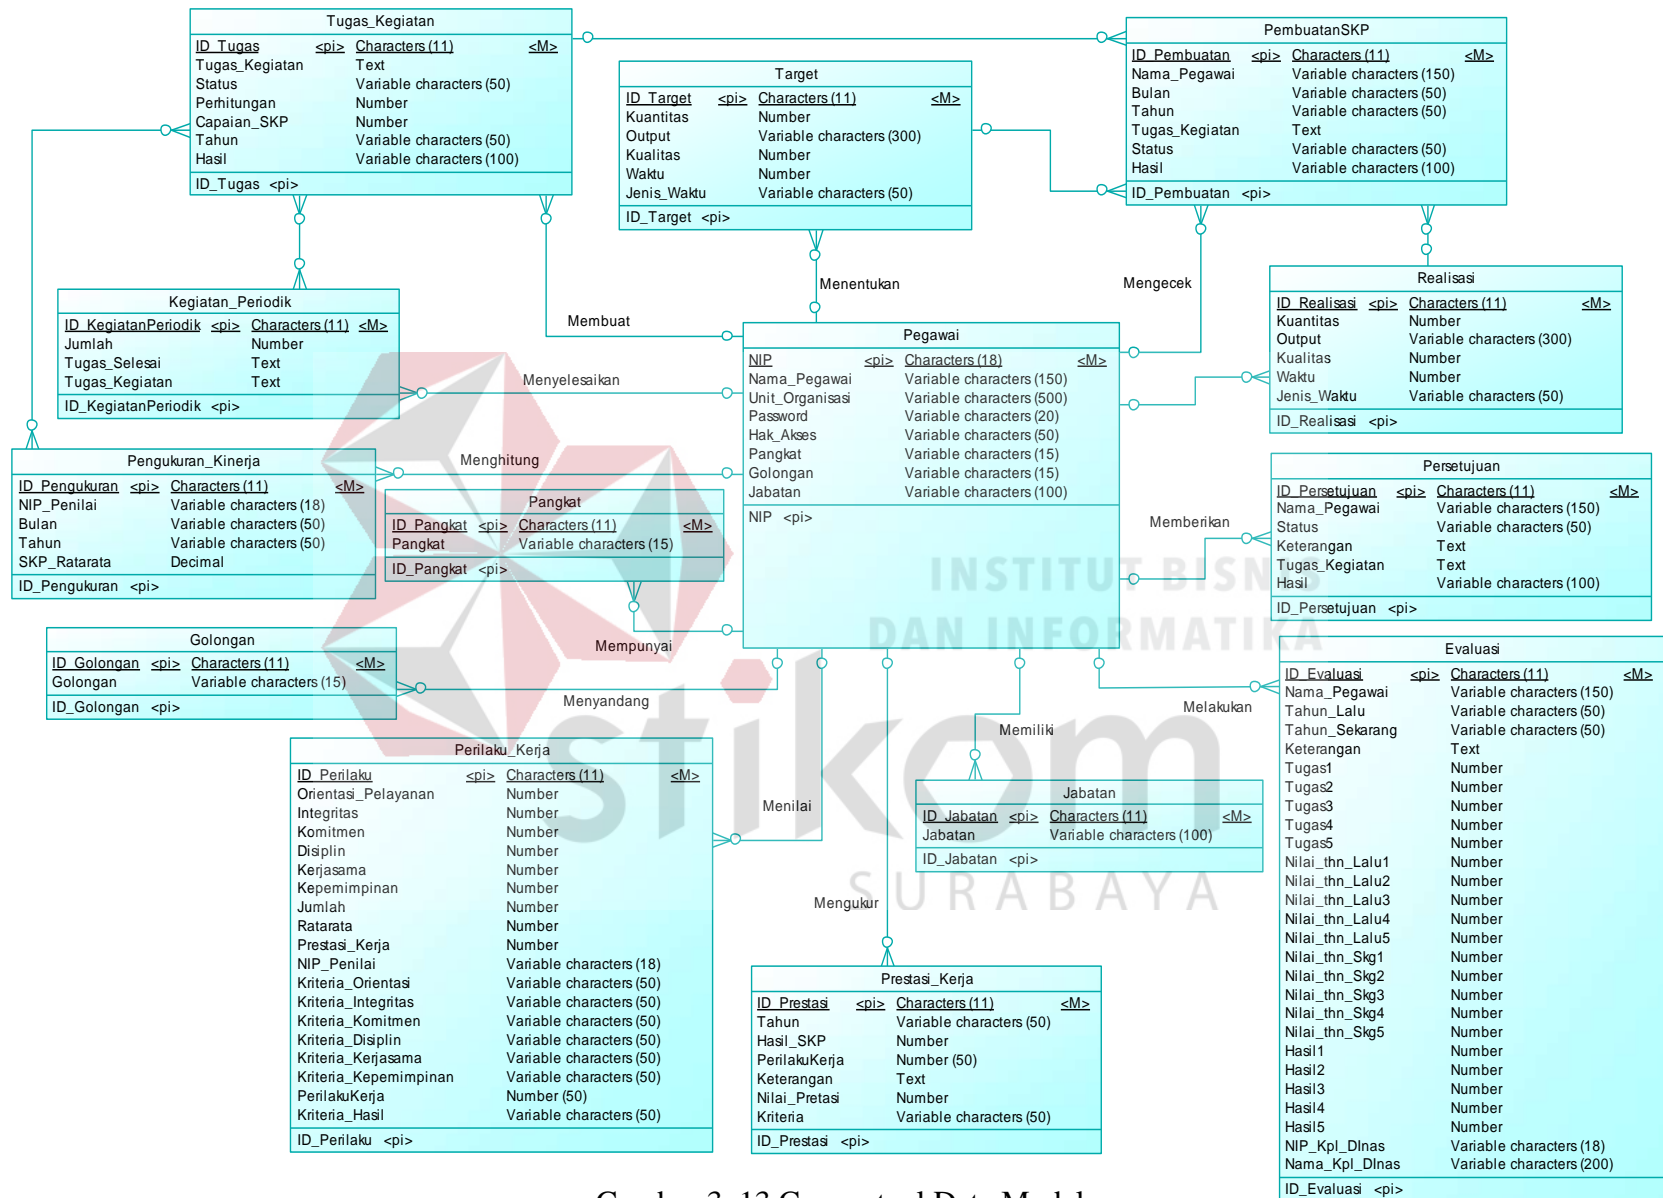 Tugas_Kegiatan
ID_Tugas <pi> Characters (11) <M>
Tugas_Kegiatan Text
Status Variable characters (50)
Perhitungan Number
Capaian_SKP Number
Tahun Variable characters (50)
Hasil Variable characters (100)
ID_Tugas <pi>
Target
ID_Target <pi> Characters (11) <M>
Kuantitas Number
Output Variable characters (300)
Kualitas Number
Waktu Number
Jenis_Waktu Variable characters (50)
ID_Target <pi>
PembuatanSKP
ID_Pembuatan <pi> Characters (11) <M>
Nama_Pegawai Variable characters (150)
Bulan Variable characters (50)
Tahun Variable characters (50)
Tugas_Kegiatan Text
Status Variable characters (50)
Hasil Variable characters (100)
ID_Pembuatan <pi>
Menentukan
Mengecek
Membuat
Kegiatan_Periodik
ID_KegiatanPeriodik <pi> Characters (11) <M>
Jumlah Number
Tugas_Selesai Text
Tugas_Kegiatan Text
ID_KegiatanPeriodik <pi>
Menyelesaikan
Pegawai
NIP <pi> Characters (18) <M>
Nama_Pegawai Variable characters (150)
Unit_Organisasi Variable characters (500)
Password Variable characters (20)
Hak_Akses Variable characters (50)
Pangkat Variable characters (15)
Golongan Variable characters (15)
Jabatan Variable characters (100)
NIP <pi>
Realisasi
ID_Realisasi <pi> Characters (11) <M>
Kuantitas Number
Output Variable characters (300)
Kualitas Number
Waktu Number
Jenis_Waktu Variable characters (50)
ID_Realisasi <pi>
Pengukuran_Kinerja
ID_Pengukuran <pi> Characters (11) <M>
NIP_Penilai Variable characters (18)
Bulan Variable characters (50)
Tahun Variable characters (50)
SKP_Ratarata Decimal
ID_Pengukuran <pi>
Menghitung
Pangkat
ID_Pangkat <pi> Characters (11) <M>
Pangkat Variable characters (15)
ID_Pangkat <pi>
Mempunyai
Persetujuan
ID_Persetujuan <pi> Characters (11) <M>
Nama_Pegawai Variable characters (150)
Status Variable characters (50)
Keterangan Text
Tugas_Kegiatan Text
Hasil Variable characters (100)
ID_Persetujuan <pi>
Memberikan
INSTITUT BISNIS
DAN INFORMATIKA
stikom
SURABAYA
Golongan
ID_Golongan <pi> Characters (11) <M>
Golongan Variable characters (15)
ID_Golongan <pi>
Menyandang
Melakukan
Memiliki
Menilai
Mengukur
Perilaku_Kerja
ID_Perilaku <pi> Characters (11) <M>
Orientasi_Pelayanan Number
Integritas Number
Komitmen Number
Disiplin Number
Kerjasama Number
Kepemimpinan Number
Jumlah Number
Ratarata Number
Prestasi_Kerja Number
NIP_Penilai Variable characters (18)
Kriteria_Orientasi Variable characters (50)
Kriteria_Integritas Variable characters (50)
Kriteria_Komitmen Variable characters (50)
Kriteria_Disiplin Variable characters (50)
Kriteria_Kerjasama Variable characters (50)
Kriteria_Kepemimpinan Variable characters (50)
PerilakuKerja Number (50)
Kriteria_Hasil Variable characters (50)
ID_Perilaku <pi>
Jabatan
ID_Jabatan <pi> Characters (11) <M>
Jabatan Variable characters (100)
ID_Jabatan <pi>
Prestasi_Kerja
ID_Prestasi <pi> Characters (11) <M>
Tahun Variable characters (50)
Hasil_SKP Number
PerilakuKerja Number (50)
Keterangan Text
Nilai_Pretasi Number
Kriteria Variable characters (50)
ID_Prestasi <pi>
Evaluasi
ID_Evaluasi <pi> Characters (11) <M>
Nama_Pegawai Variable characters (150)
Tahun_Lalu Variable characters (50)
Tahun_Sekarang Variable characters (50)
Keterangan Text
Tugas1 Number
Tugas2 Number
Tugas3 Number
Tugas4 Number
Tugas5 Number
Nilai_thn_Lalu1 Number
Nilai_thn_Lalu2 Number
Nilai_thn_Lalu3 Number
Nilai_thn_Lalu4 Number
Nilai_thn_Lalu5 Number
Nilai_thn_Skg1 Number
Nilai_thn_Skg2 Number
Nilai_thn_Skg3 Number
Nilai_thn_Skg4 Number
Nilai_thn_Skg5 Number
Hasil1 Number
Hasil2 Number
Hasil3 Number
Hasil4 Number
Hasil5 Number
NIP_Kpl_DInas Variable characters (18)
Nama_Kpl_DInas Variable characters (200)
ID_Evaluasi <pi>
Gambar 3. 13 Conceptual Data Model